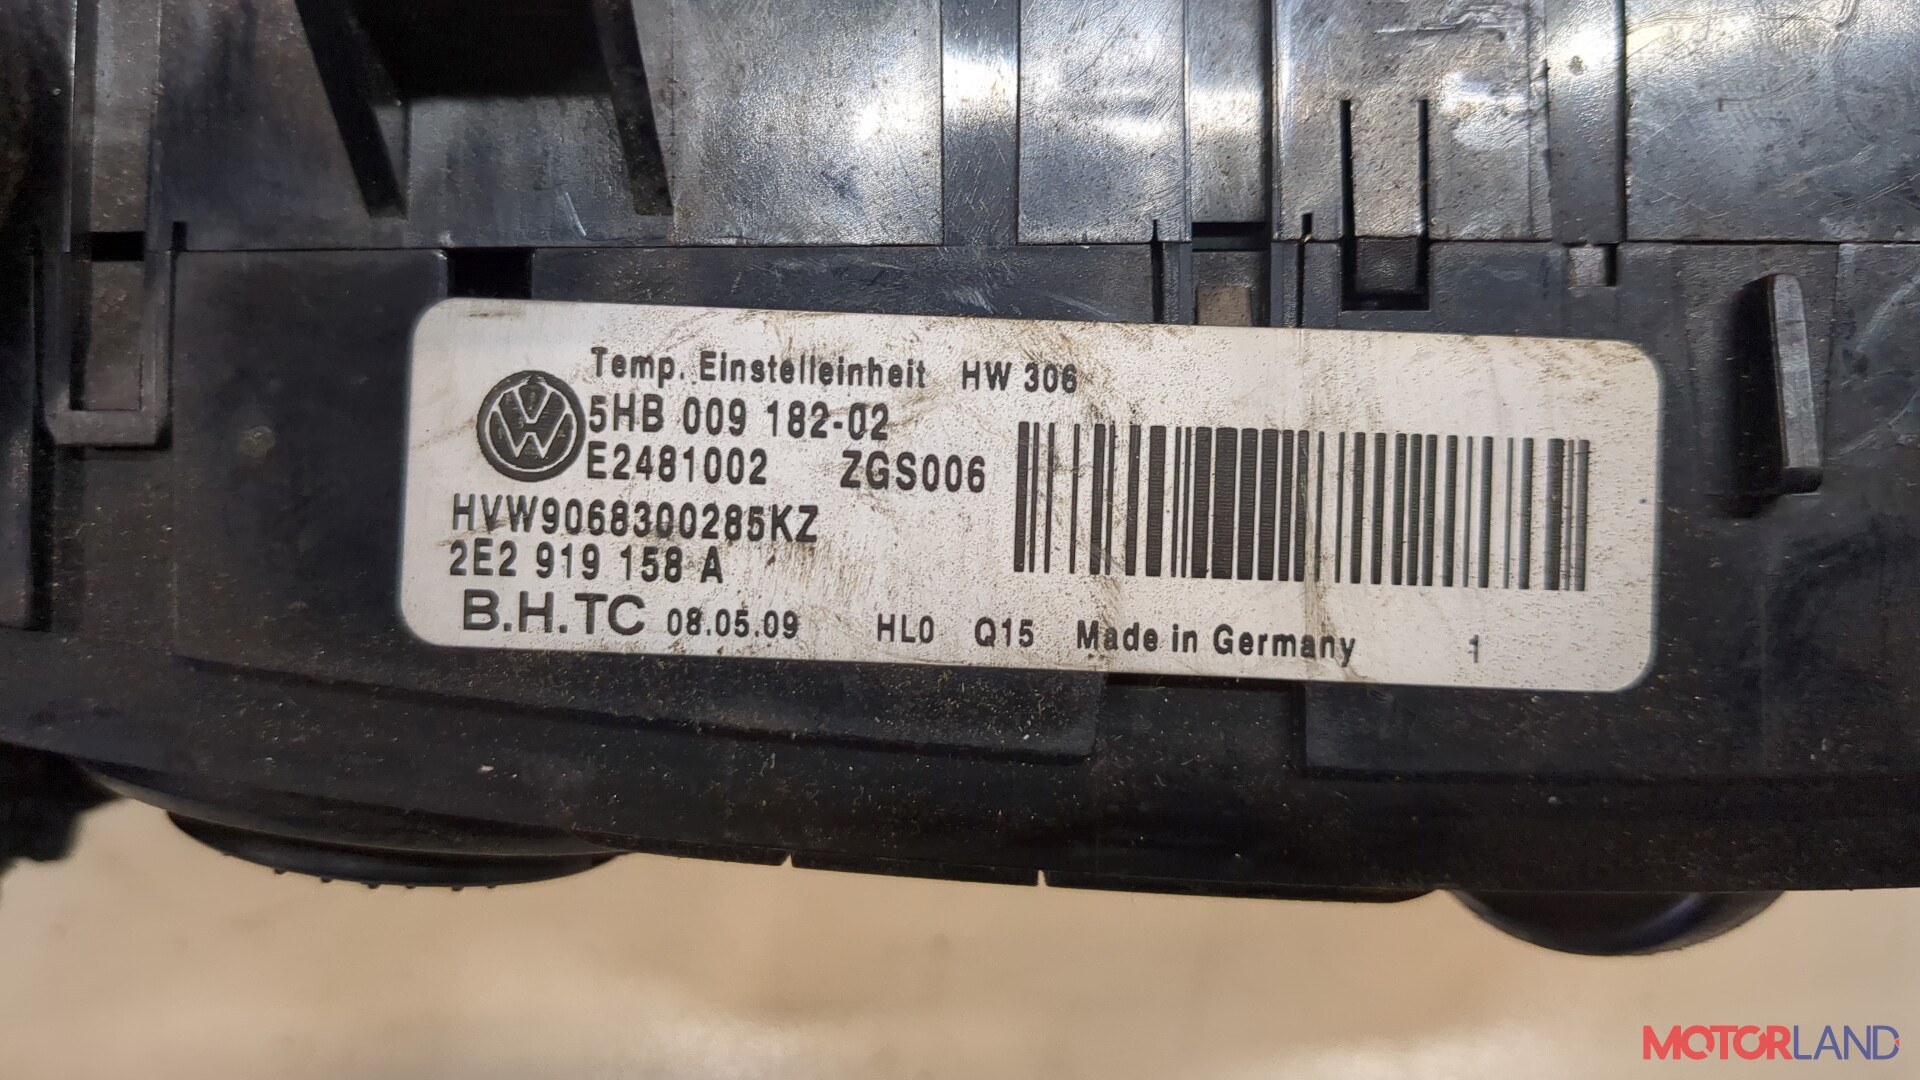 Temp. Einstelleinheit HW 306
5HB 009 182-02
E2481002 ZGS006
HVW9068300285KZ
2E2 919 158 A
B.H.TC 08.05.09 HL0 Q15 Made in Germany 1
MOTORLAND